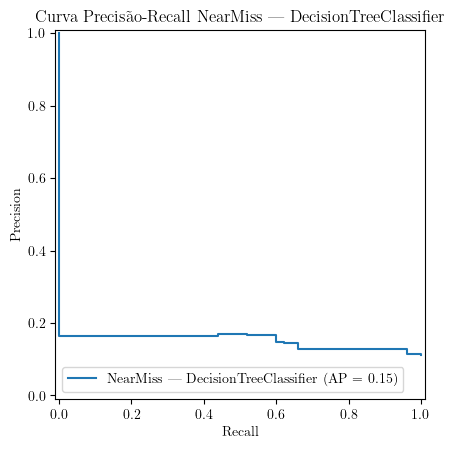 Curva Precisão-Recall NearMiss — DecisionTreeClassifier
1.0
0.8
0.6
0.4
0.2
0.0
Precision
NearMiss — DecisionTreeClassifier (AP = 0.15)
0.0 0.2 0.4 0.6 0.8 1.0
Recall